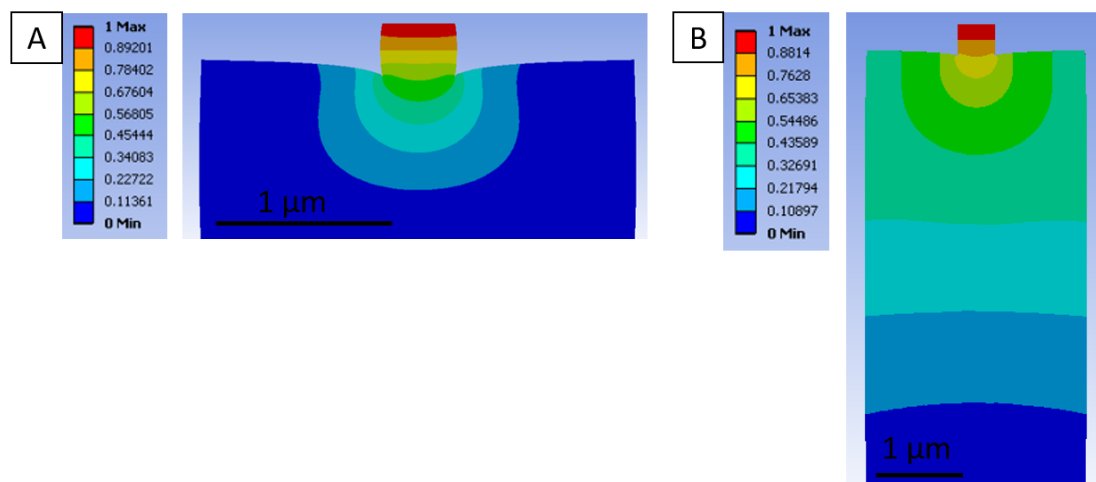 A
1 Max
0.89201
0.78402
0.67604
0.56805
0.45444
0.34083
0.22722
0.11361
0 Min
1 µm
B
1 Max
0.8814
0.7628
0.65383
0.54486
0.43589
0.32691
0.21794
0.10897
0 Min
1 µm